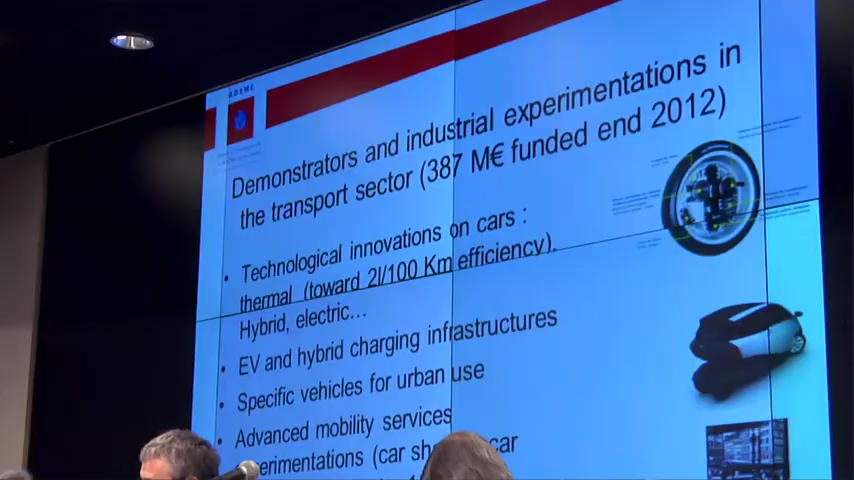 ADEME
Demonstrators and industrial experimentations in
the transport sector (387 M€ funded end 2012)
• Technological innovations on cars :
thermal (toward 2l/100 Km efficiency).
Hybrid, electric...
• EV and hybrid charging infrastructures
• Specific vehicles for urban use
• Advanced mobility services
(car car